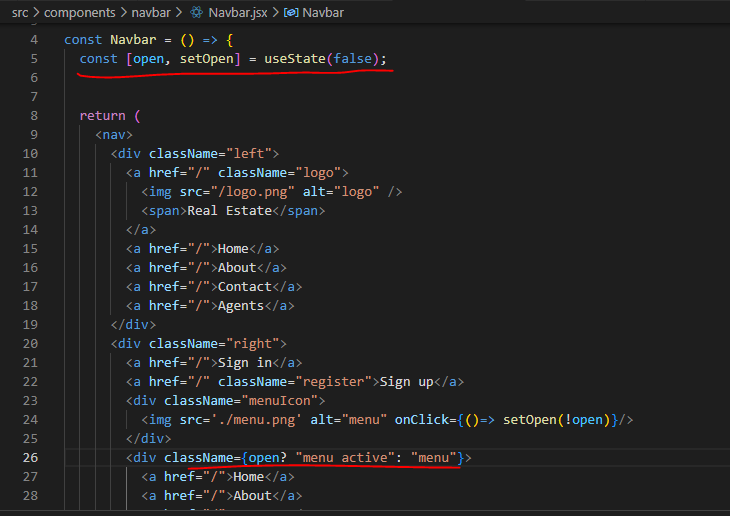 src > components > navbar > Navbar.jsx > Navbar
4 const Navbar = () => {
5 const [open, setOpen] = useState(false);
6
7
8 return (
9 <nav>
10 <div className="left">
11 <a href="/" className="logo">
12 <img src="/logo.png" alt="logo" />
13 <span>Real Estate</span>
14 </a>
15 <a href="/">Home</a>
16 <a href="/">About</a>
17 <a href="/">Contact</a>
18 <a href="/">Agents</a>
19 </div>
20 <div className="right">
21 <a href="/">Sign in</a>
22 <a href="/" className="register">Sign up</a>
23 <div className="menuIcon">
24 <img src='./menu.png' alt="menu" onClick={()=> setOpen(!open)}/>
25 </div>
26 <div className={open? "menu active": "menu"}>
27 <a href="/">Home</a>
28 <a href="/">About</a>